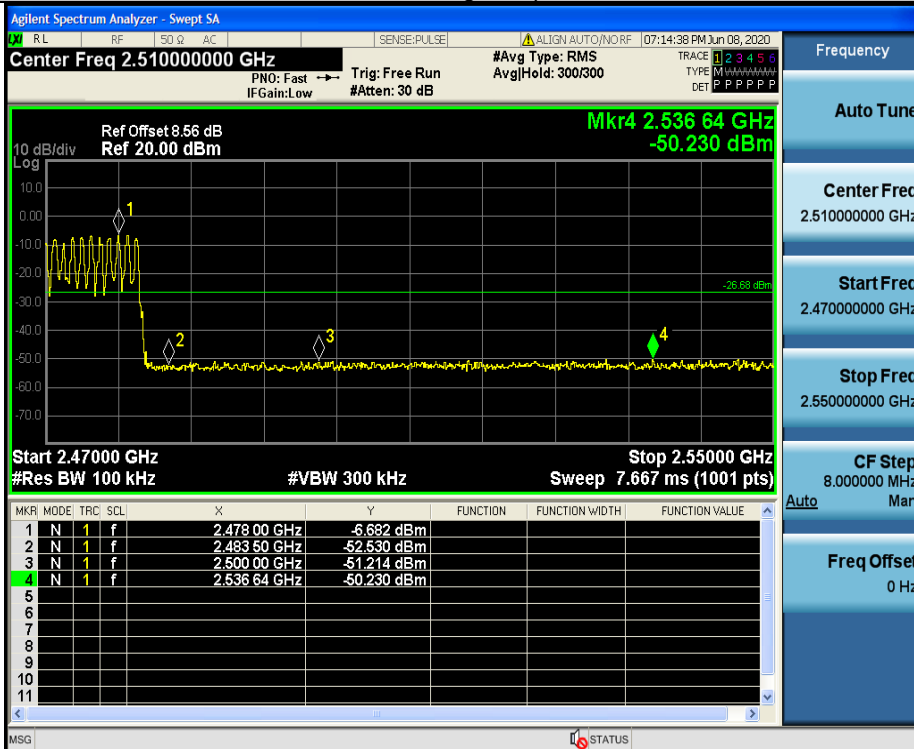 Agilent Spectrum Analyzer - Swept SA
LXI RL RF 50 Ω AC SENSE:PULSE ALIGN AUTO/NO RF 07:14:38 PM Jun 08, 2020
Center Freq 2.510000000 GHz
PNO: Fast
IFGain:Low
Trig: Free Run
#Atten: 30 dB
#Avg Type: RMS
Avg|Hold: 300/300
TRACE 1 2 3 4 5 6
TYPE M WWWWW
DET P P P P P P
Mkr4 2.536 64 GHz
-50.230 dBm
Ref Offset 8.56 dB
10 dB/div Ref 20.00 dBm
Log
10.0
0.00
-10.0
-20.0
-30.0
-40.0
-50.0
-60.0
-70.0
1
2
3
4
-26.68 dBm
Start 2.47000 GHz Stop 2.55000 GHz
#Res BW 100 kHz #VBW 300 kHz Sweep 7.667 ms (1001 pts)
MKR MODE TRC SCL X Y FUNCTION FUNCTION WIDTH FUNCTION VALUE
1 N 1 f 2.478 00 GHz -6.682 dBm
2 N 1 f 2.483 50 GHz -52.530 dBm
3 N 1 f 2.500 00 GHz -51.214 dBm
4 N 1 f 2.536 64 GHz -50.230 dBm
5
6
7
8
9
10
11
MSG STATUS
Frequency
Auto Tune
Center Freq
2.510000000 GHz
Start Freq
2.470000000 GHz
Stop Freq
2.550000000 GHz
CF Step
8.000000 MHz
Auto Man
Freq Offset
0 Hz